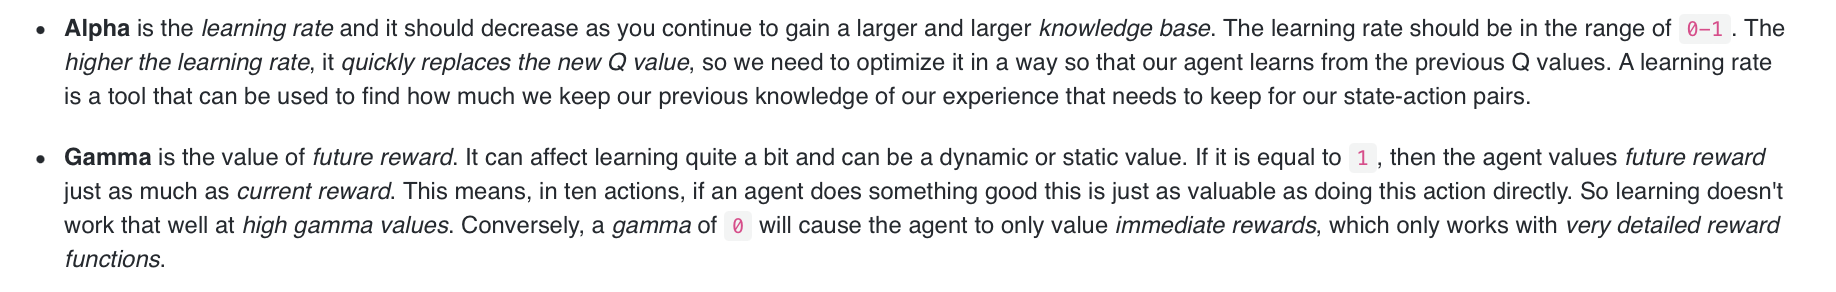 • Alpha is the learning rate and it should decrease as you continue to gain a larger and larger knowledge base. The learning rate should be in the range of 0–1 . The
higher the learning rate, it quickly replaces the new Q value, so we need to optimize it in a way so that our agent learns from the previous Q values. A learning rate
is a tool that can be used to find how much we keep our previous knowledge of our experience that needs to keep for our state-action pairs.
• Gamma is the value of future reward. It can affect learning quite a bit and can be a dynamic or static value. If it is equal to 1 , then the agent values future reward
just as much as current reward. This means, in ten actions, if an agent does something good this is just as valuable as doing this action directly. So learning doesn't
work that well at high gamma values. Conversely, a gamma of 0 will cause the agent to only value immediate rewards, which only works with very detailed reward
functions.